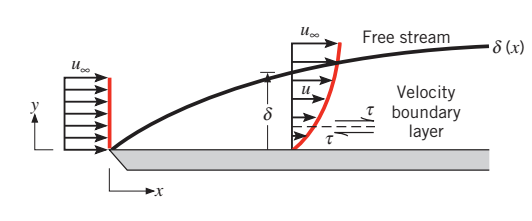 u∞
Free stream
δ (x)
u∞
u
Velocity
boundary
layer
y
δ
τ
τ
x